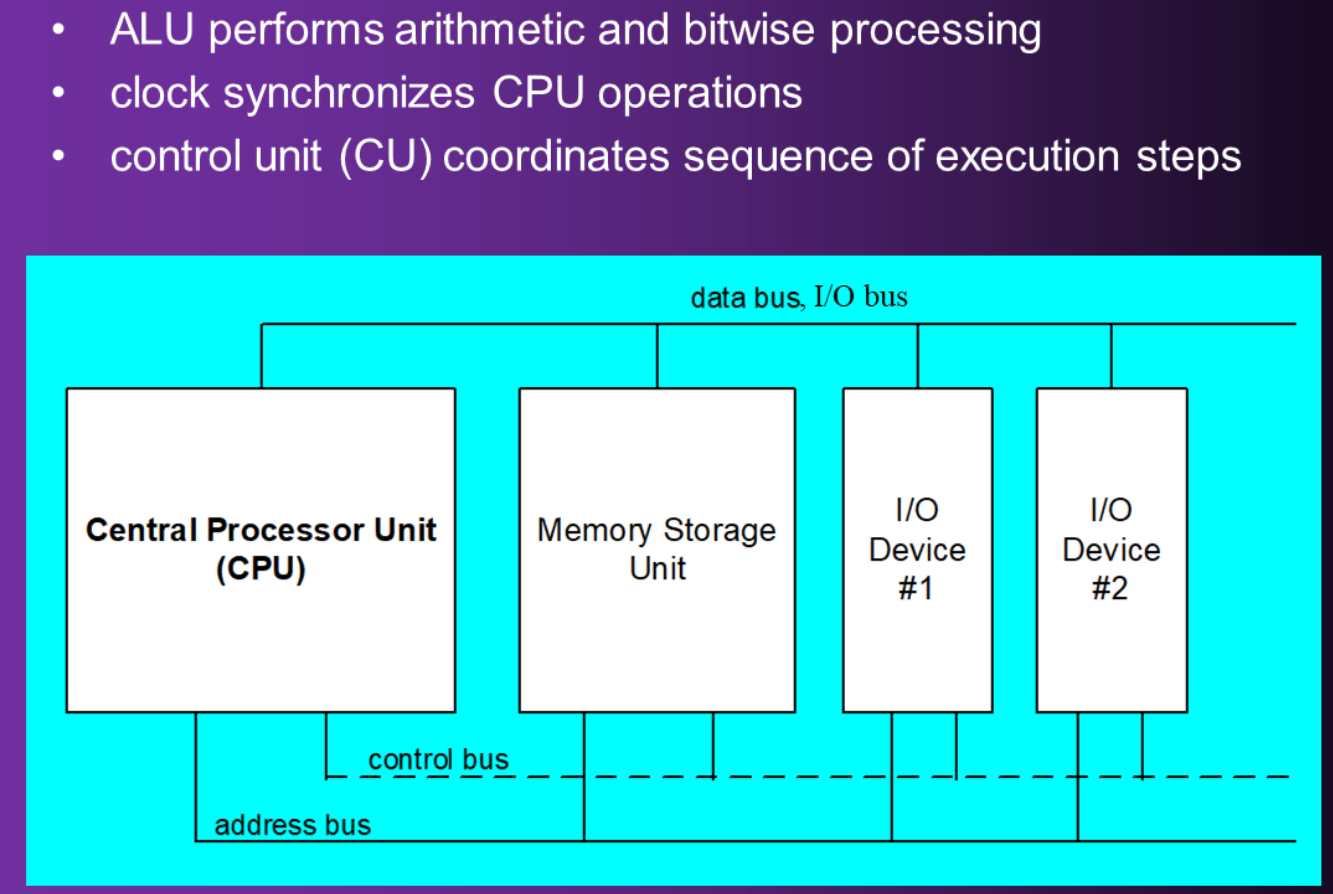 • ALU performs arithmetic and bitwise processing
• clock synchronizes CPU operations
• control unit (CU) coordinates sequence of execution steps
data bus, I/O bus
Central Processor Unit
(CPU)
Memory Storage
Unit
I/O
Device
#1
I/O
Device
#2
control bus
address bus